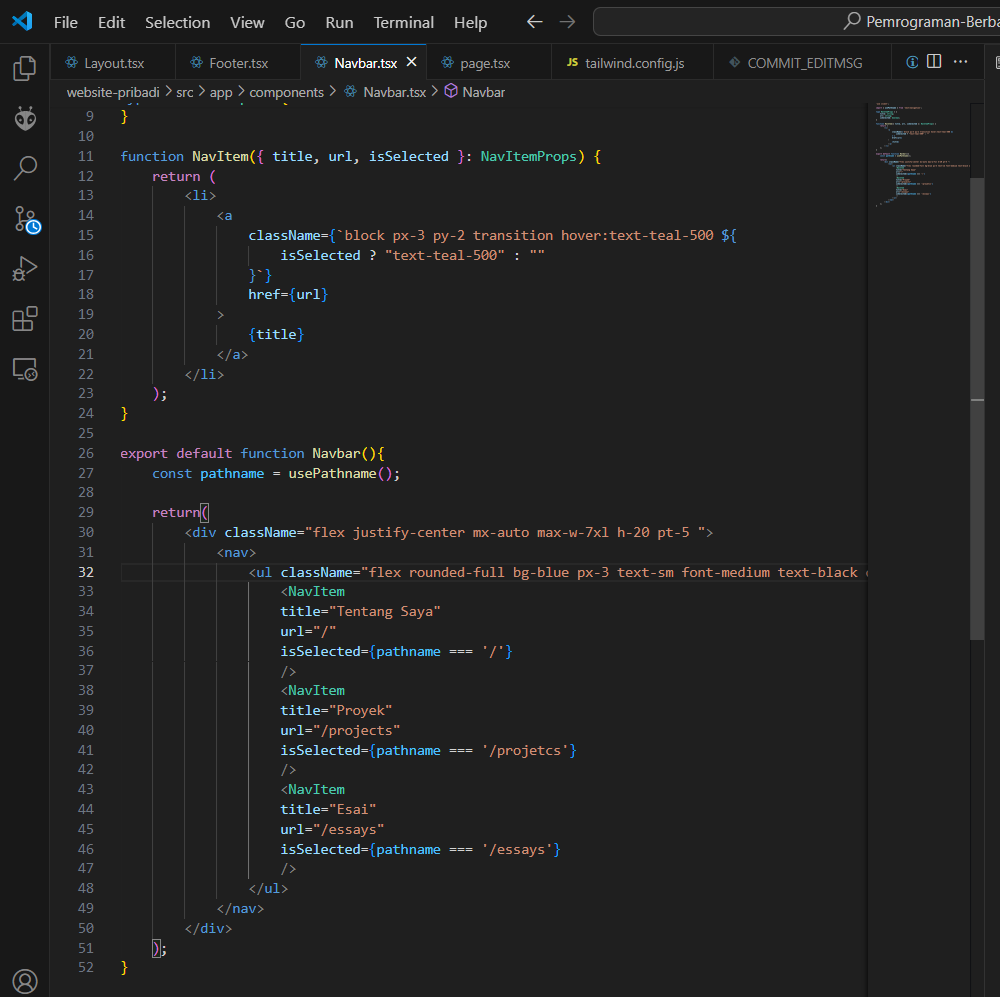 File Edit Selection View Go Run Terminal Help
Pemrograman-Berba
Layout.tsx Footer.tsx Navbar.tsx page.tsx JS tailwind.config.js COMMIT_EDITMSG
website-pribadi > src > app > components > Navbar.tsx > Navbar
9 }
10
11 function NavItem({ title, url, isSelected }: NavItemProps) {
12 return (
13 <li>
14 <a
15 className={`block px-3 py-2 transition hover:text-teal-500 ${
16 isSelected ? "text-teal-500" : ""
17 }`}
18 href={url}
19 >
20 {title}
21 </a>
22 </li>
23 );
24 }
25
26 export default function Navbar(){
27 const pathname = usePathname();
28
29 return(
30 <div className="flex justify-center mx-auto max-w-7xl h-20 pt-5 ">
31 <nav>
32 <ul className="flex rounded-full bg-blue px-3 text-sm font-medium text-black
33 <NavItem
34 title="Tentang Saya"
35 url="/"
36 isSelected={pathname === '/'}
37 />
38 <NavItem
39 title="Proyek"
40 url="/projects"
41 isSelected={pathname === '/projetcs'}
42 />
43 <NavItem
44 title="Esai"
45 url="/essays"
46 isSelected={pathname === '/essays'}
47 />
48 </ul>
49 </nav>
50 </div>
51 );
52 }